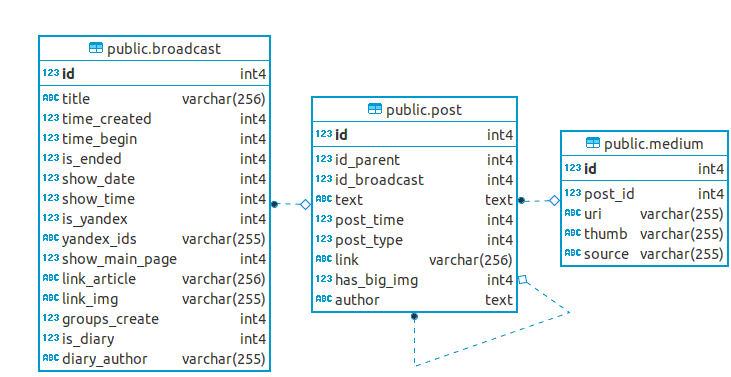 public.broadcast
123 id int4
ABC title varchar(256)
123 time_created int4
123 time_begin int4
123 is_ended int4
123 show_date int4
123 show_time int4
123 is_yandex int4
ABC yandex_ids varchar(255)
123 show_main_page int4
ABC link_article varchar(256)
ABC link_img varchar(255)
123 groups_create int4
123 is_diary int4
ABC diary_author varchar(255)
public.post
123 id int4
123 id_parent int4
123 id_broadcast int4
ABC text text
123 post_time int4
123 post_type int4
ABC link varchar(256)
123 has_big_img int4
ABC author text
public.medium
123 id int4
123 post_id int4
ABC uri varchar(255)
ABC thumb varchar(255)
ABC source varchar(255)